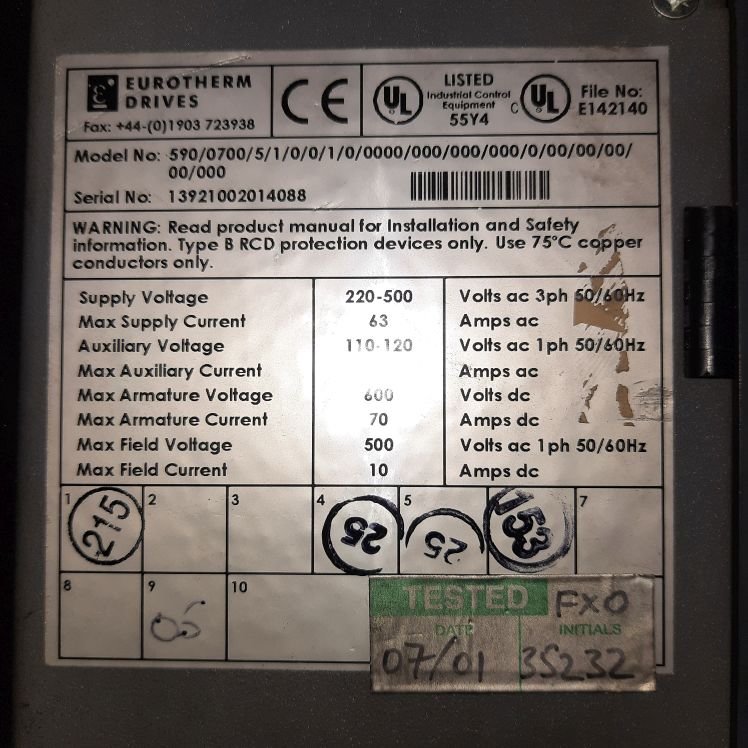 EUROTHERM
DRIVES
Fax: +44-(0)1903 723938
CE
UL
LISTED
Industrial Control
Equipment
55Y4
C UL
File No:
E142140
Model No: 590/0700/5/1/0/0/1/0/0000/000/000/000/0/00/00/00/
00/000
Serial No: 13921002014088
WARNING: Read product manual for Installation and Safety
information. Type B RCD protection devices only. Use 75°C copper
conductors only.
Supply Voltage 220-500 Volts ac 3ph 50/60Hz
Max Supply Current 63 Amps ac
Auxiliary Voltage 110-120 Volts ac 1ph 50/60Hz
Max Auxiliary Current Amps ac
Max Armature Voltage 600 Volts dc
Max Armature Current 70 Amps dc
Max Field Voltage 500 Volts ac 1ph 50/60Hz
Max Field Current 10 Amps dc
1 2 3 4 5 7
215 25 25 153
8 9 10
05
TESTED FXO
DATE INITIALS
07/01 35232